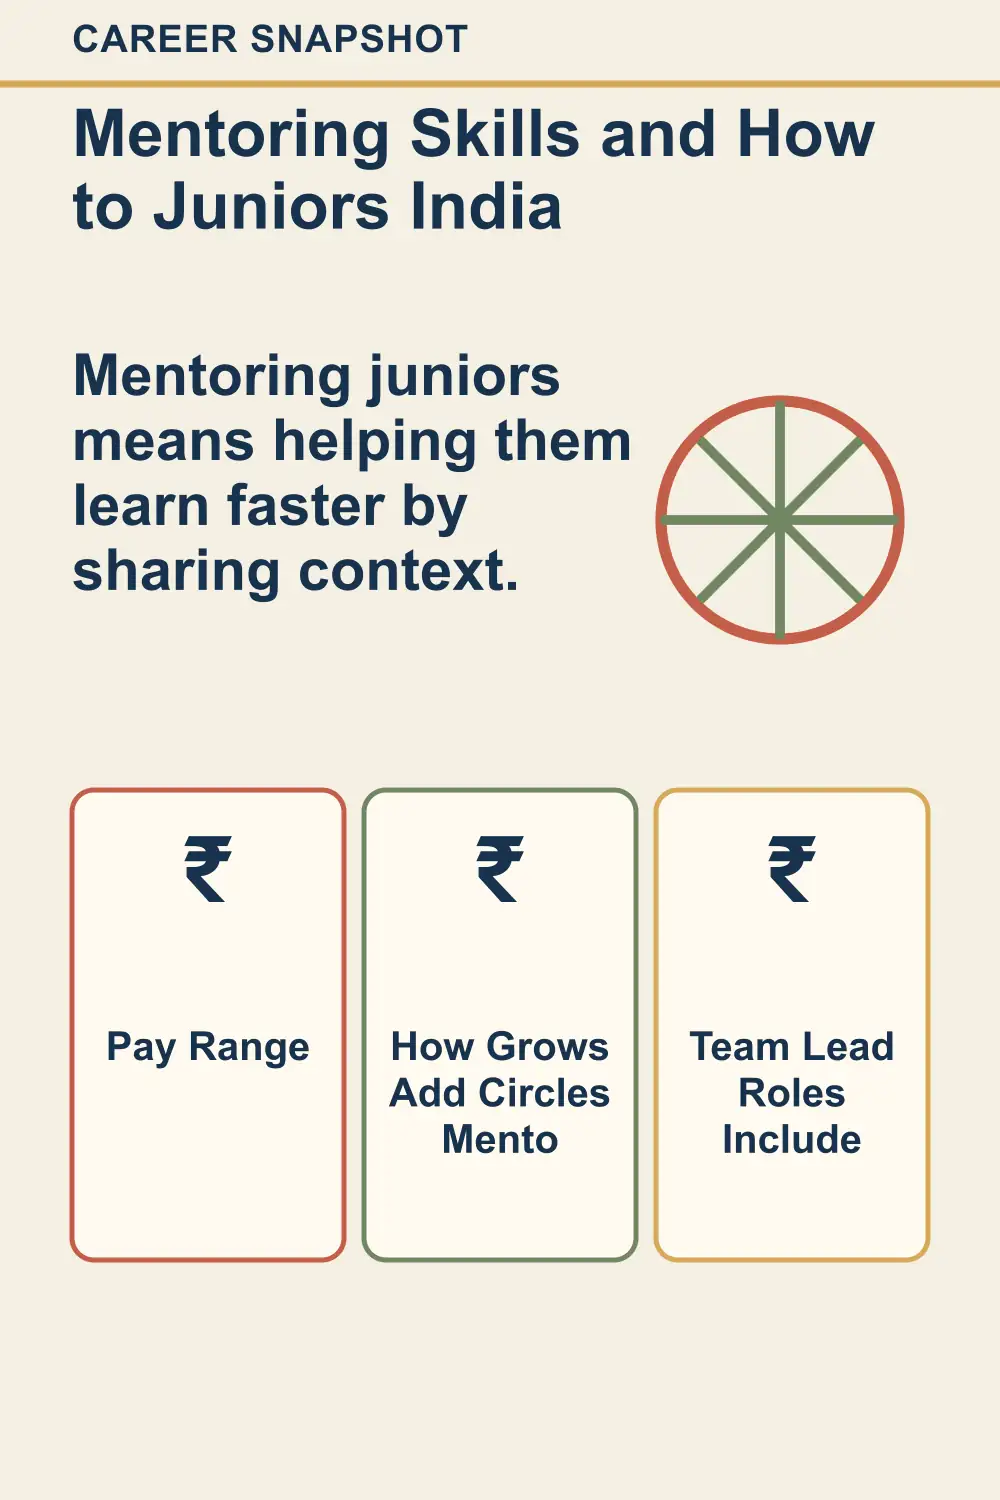 CAREER SNAPSHOT
Mentoring Skills and How
to Juniors India
Mentoring juniors
means helping them
learn faster by
sharing context.
₹
Pay Range
₹
How Grows
Add Circles
Mento
₹
Team Lead
Roles
Include